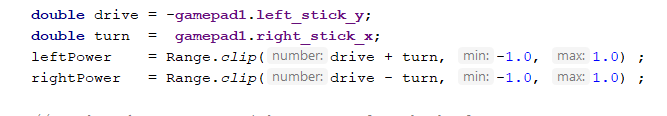 double drive = -gamepad1.left_stick_y;
double turn  =  gamepad1.right_stick_x;
leftPower    = Range.clip( number: drive + turn, min: -1.0, max: 1.0) ;
rightPower   = Range.clip( number: drive - turn, min: -1.0, max: 1.0) ;